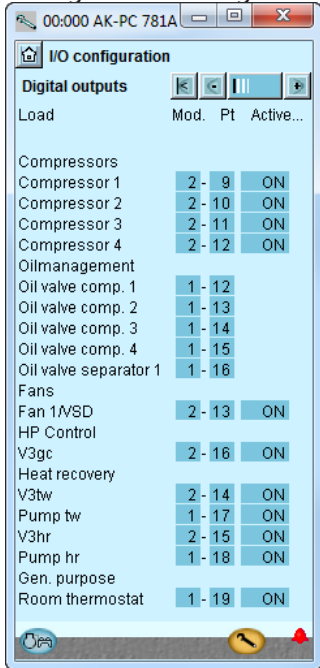 00:000 AK-PC 781A
I/O configuration
Digital outputs
Load Mod. Pt Active...
Compressors
Compressor 1 2 - 9 ON
Compressor 2 2 - 10 ON
Compressor 3 2 - 11 ON
Compressor 4 2 - 12 ON
Oilmanagement
Oil valve comp. 1 1 - 12
Oil valve comp. 2 1 - 13
Oil valve comp. 3 1 - 14
Oil valve comp. 4 1 - 15
Oil valve separator 1 1 - 16
Fans
Fan 1/VSD 2 - 13 ON
HP Control
V3gc 2 - 16 ON
Heat recovery
V3tw 2 - 14 ON
Pump tw 1 - 17 ON
V3hr 2 - 15 ON
Pump hr 1 - 18 ON
Gen. purpose
Room thermostat 1 - 19 ON